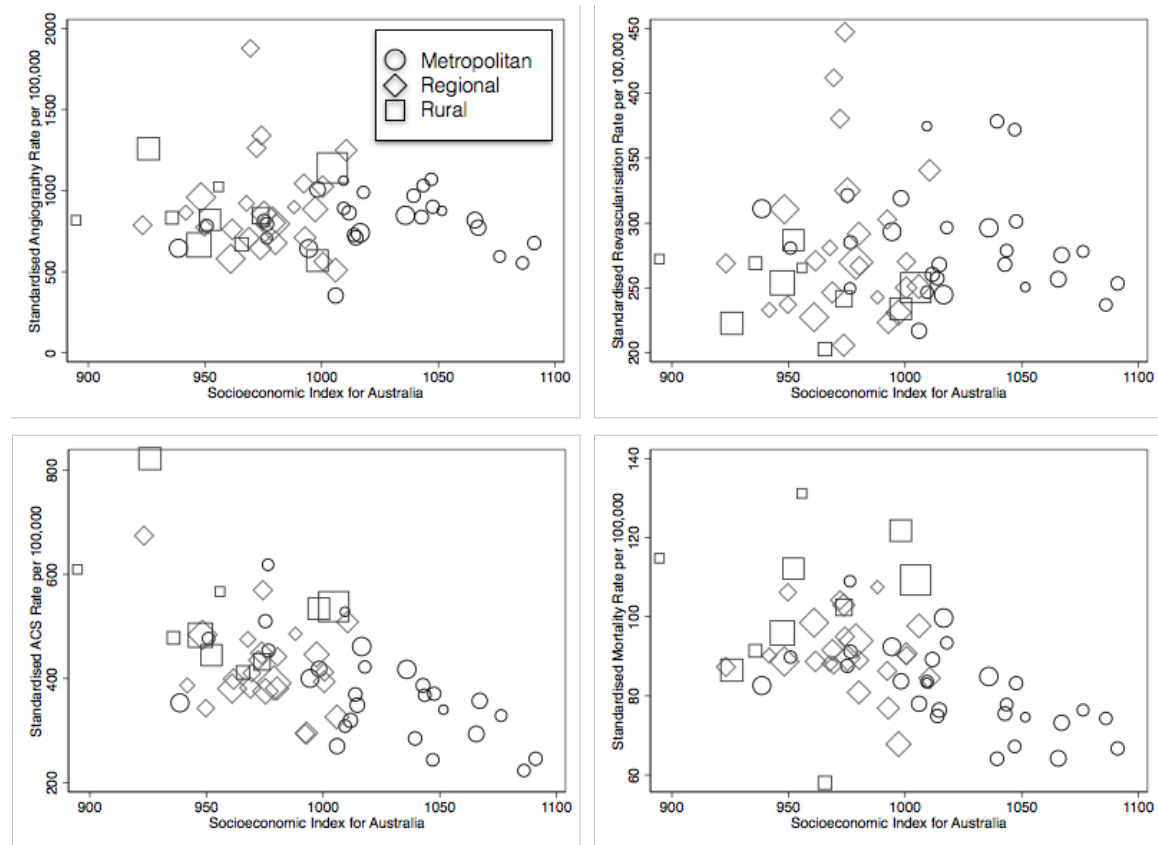 Standardised Angiography Rate per 100,000
2000
1500
1000
500
0
900 950 1000 1050 1100
Socioeconomic Index for Australia
Metropolitan
Regional
Rural
Standardised Revascularisation Rate per 100,000
450
400
350
300
250
200
900 950 1000 1050 1100
Socioeconomic Index for Australia
Standardised ACS Rate per 100,000
800
600
400
200
900 950 1000 1050 1100
Socioeconomic Index for Australia
Standardised Mortality Rate per 100,000
140
120
100
80
60
900 950 1000 1050 1100
Socioeconomic Index for Australia